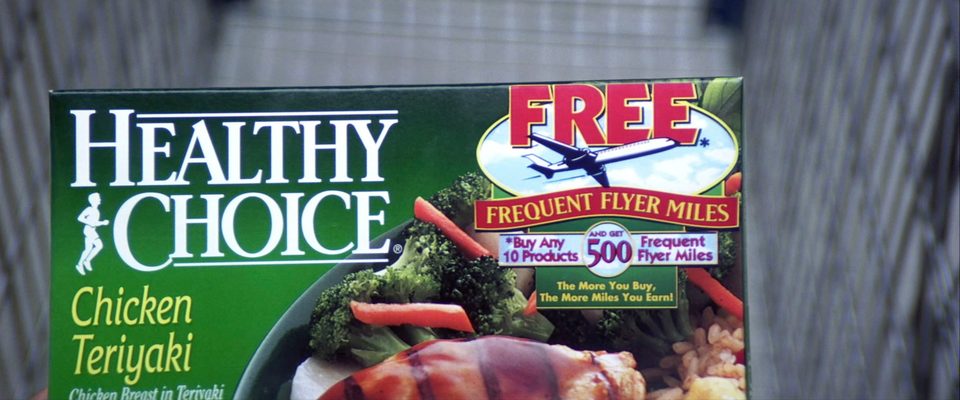 HEALTHY
CHOICE®
Chicken
Teriyaki
Chicken Breast in Teriyaki
FREE*
FREQUENT FLYER MILES
*Buy Any
10 Products
AND GET
500
Frequent
Flyer Miles
The More You Buy,
The More Miles You Earn!